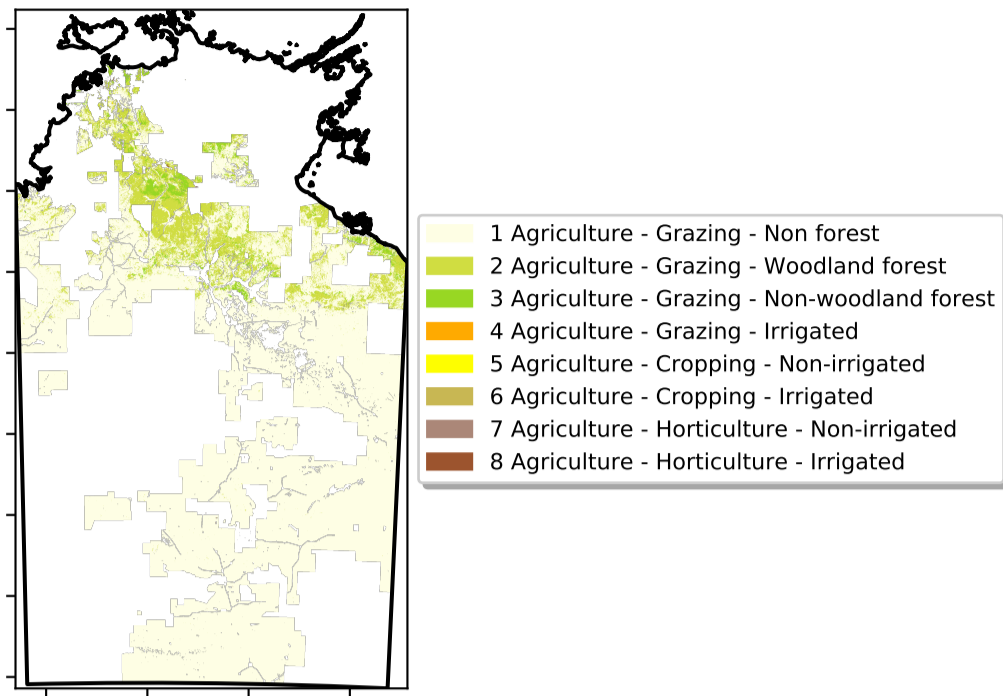 1 Agriculture - Grazing - Non forest
2 Agriculture - Grazing - Woodland forest
3 Agriculture - Grazing - Non-woodland forest
4 Agriculture - Grazing - Irrigated
5 Agriculture - Cropping - Non-irrigated
6 Agriculture - Cropping - Irrigated
7 Agriculture - Horticulture - Non-irrigated
8 Agriculture - Horticulture - Irrigated